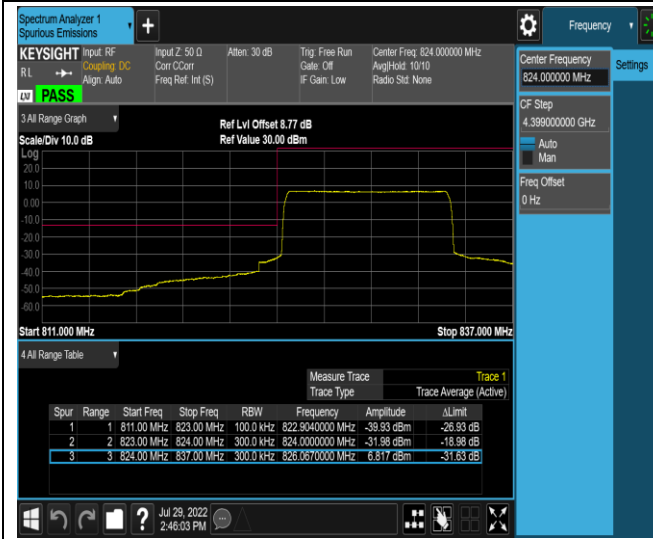 Spectrum Analyzer 1
Spurious Emissions
+
Frequency
KEYSIGHT Input: RF Input Z: 50 Ω Atten: 30 dB Trig: Free Run Center Freq: 824.000000 MHz
RL Coupling: DC Corr CCorr Gate: Off Avg|Hold: 10/10
Align: Auto Freq Ref: Int (S) IF Gain: Low Radio Std: None
LXI PASS
Center Frequency
824.000000 MHz
Settings
CF Step
4.399000000 GHz
Auto
Man
Freq Offset
0 Hz
3 All Range Graph
Ref Lvl Offset 8.77 dB
Scale/Div 10.0 dB Ref Value 30.00 dBm
Log
20.0
10.0
0.00
-10.0
-20.0
-30.0
-40.0
-50.0
-60.0
Start 811.000 MHz Stop 837.000 MHz
4 All Range Table
Measure Trace Trace 1
Trace Type Trace Average (Active)
Spur Range Start Freq Stop Freq RBW Frequency Amplitude ΔLimit
1 1 811.00 MHz 823.00 MHz 100.0 kHz 822.9040000 MHz -39.93 dBm -26.93 dB
2 2 823.00 MHz 824.00 MHz 300.0 kHz 824.0000000 MHz -31.98 dBm -18.98 dB
3 3 824.00 MHz 837.00 MHz 300.0 kHz 826.0670000 MHz 6.817 dBm -31.63 dB
?
Jul 29, 2022
2:46:03 PM